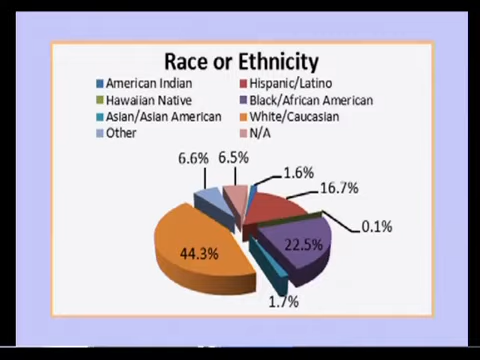 Race or Ethnicity
American Indian
Hispanic/Latino
Hawaiian Native
Black/African American
Asian/Asian American
White/Caucasian
Other
N/A
6.6%
6.5%
1.6%
16.7%
0.1%
22.5%
44.3%
1.7%